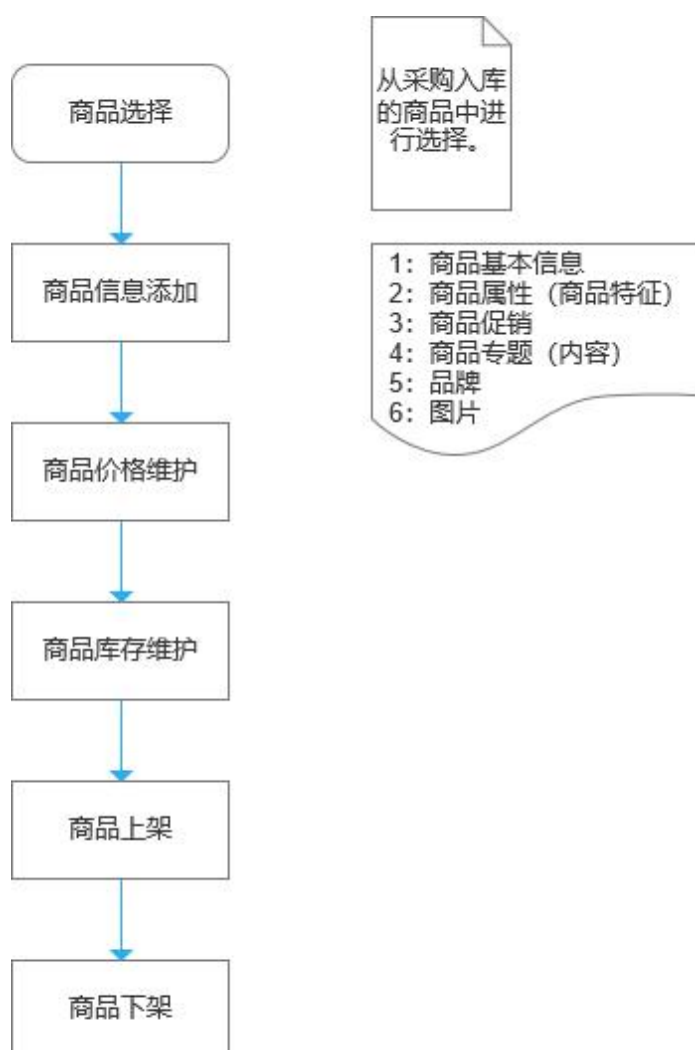 商品选择
从采购入库
的商品中进
行选择。
商品信息添加
1：商品基本信息
2：商品属性（商品特征）
3：商品促销
4：商品专题（内容）
5：品牌
6：图片
商品价格维护
商品库存维护
商品上架
商品下架